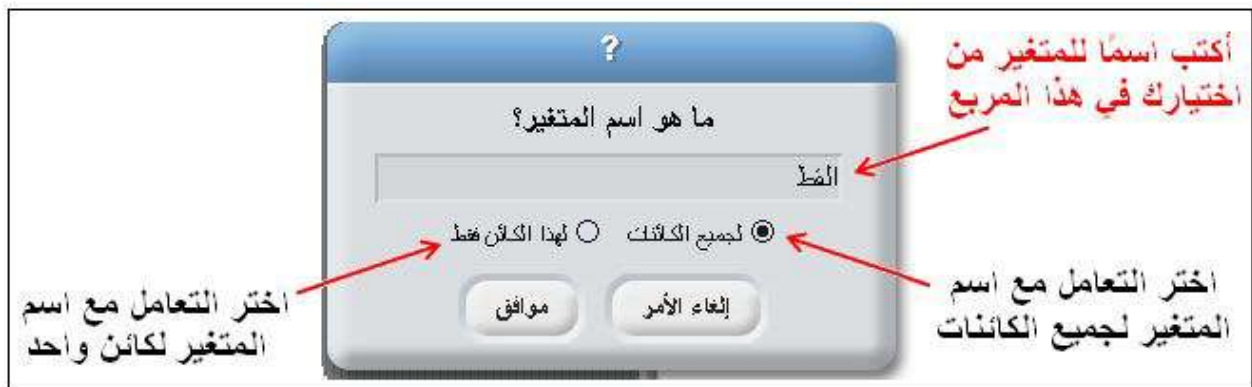 ؟
أكتب اسمًا للمتغير من
اختيارك في هذا المربع
ما هو اسم المتغير؟
القط
لجميع الكائنات لهذا الكائن فقط
اختر التعامل مع اسم
المتغير لجميع الكائنات
إلغاء الأمر موافق
اختر التعامل مع اسم
المتغير لكائن واحد